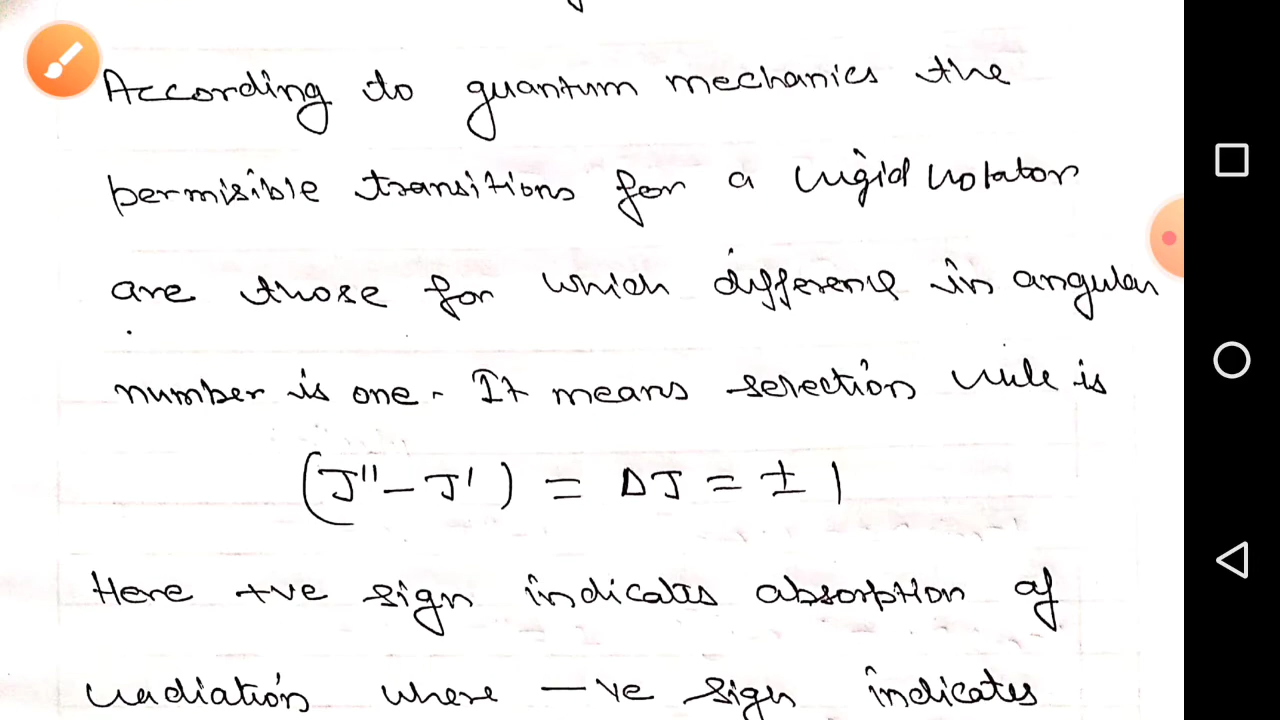 According to quantum mechanics the
permisible transitions for a rigid rotator
are those for which difference in angular
number is one. It means selection rule is
(J'' - J') = ΔJ = ± 1
Here +ve sign indicates absorption of
radiation where -ve sign indicates